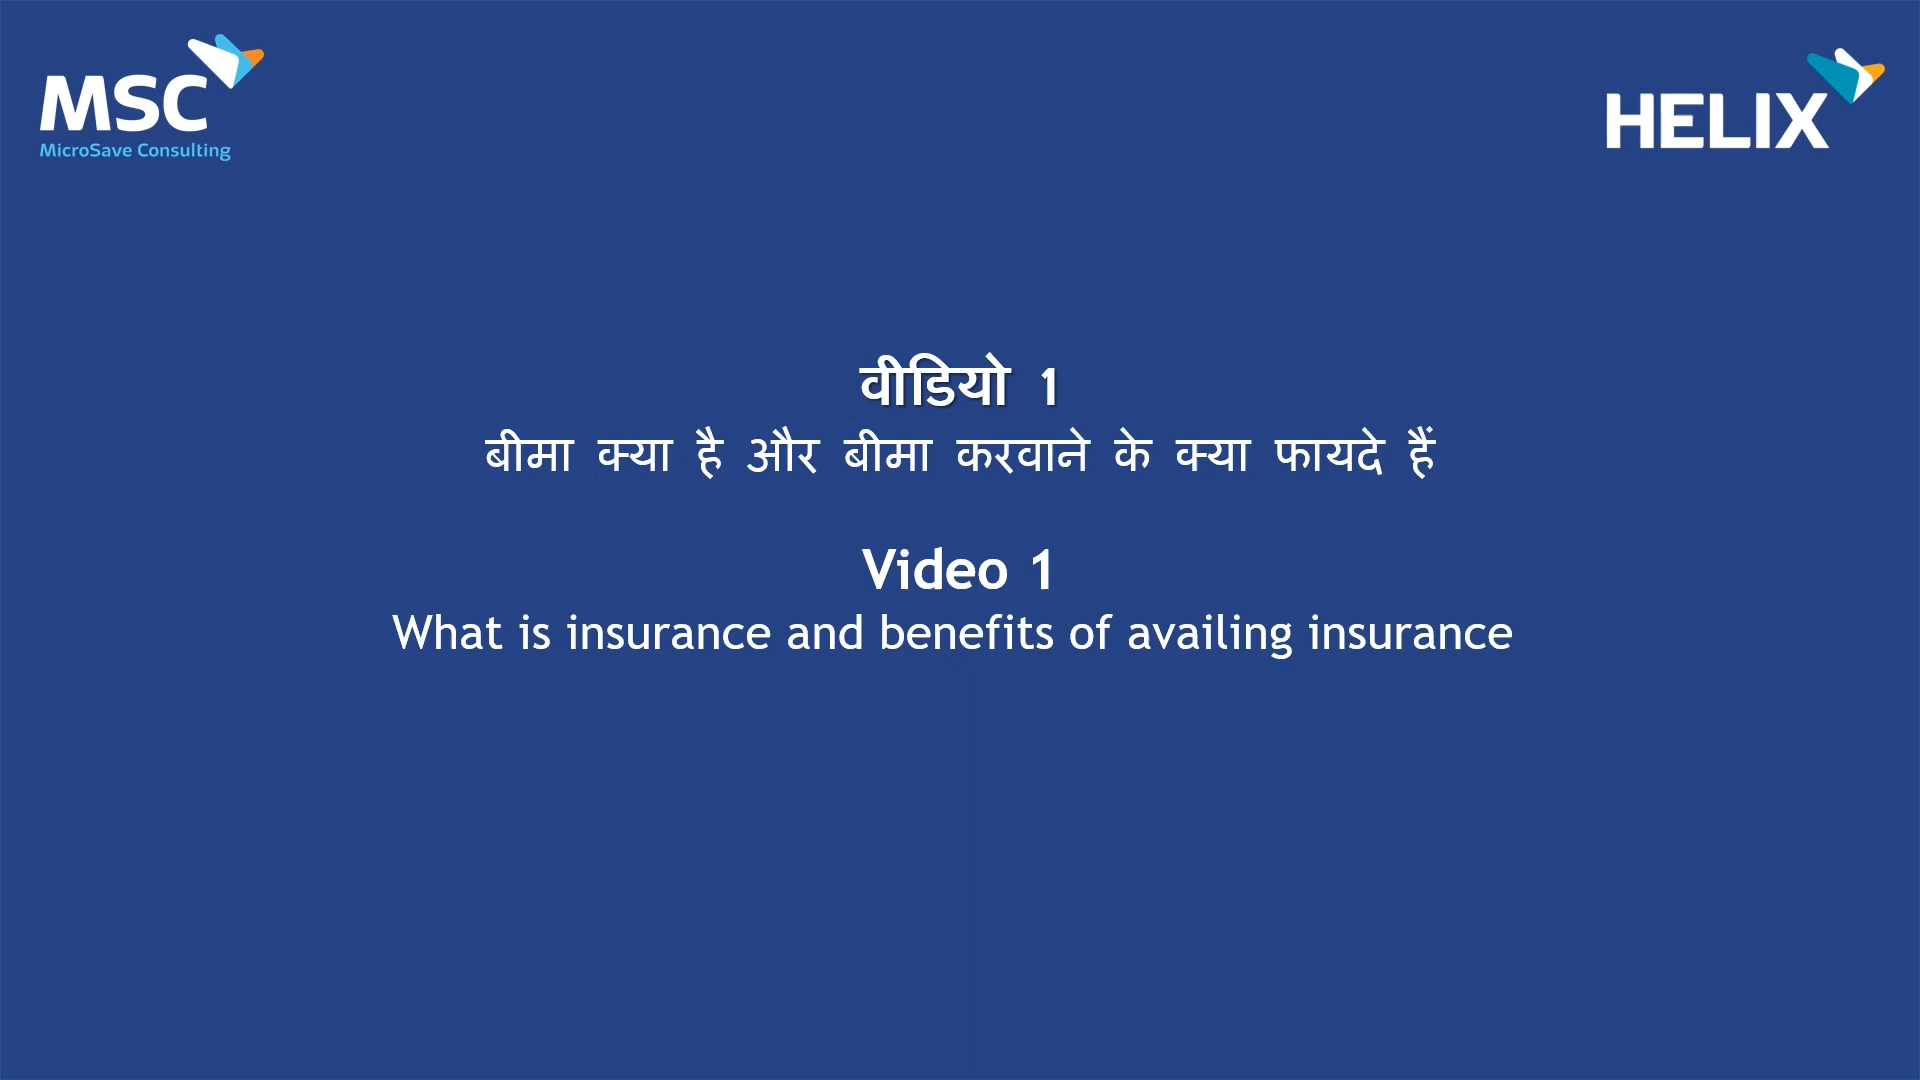 MSC
MicroSave Consulting
HELIX
वीडियो 1
बीमा क्या है और बीमा करवाने के क्या फायदे हैं
Video 1
What is insurance and benefits of availing insurance